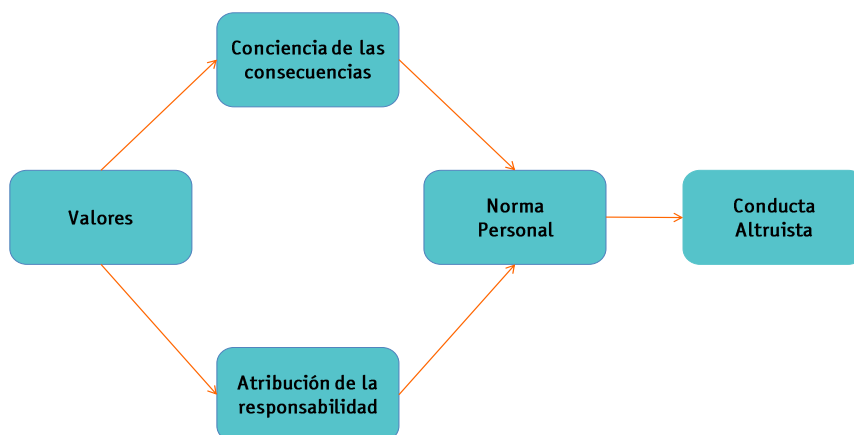 Conciencia de las
consecuencias
Valores
Norma
Personal
Conducta
Altruista
Atribución de la
responsabilidad